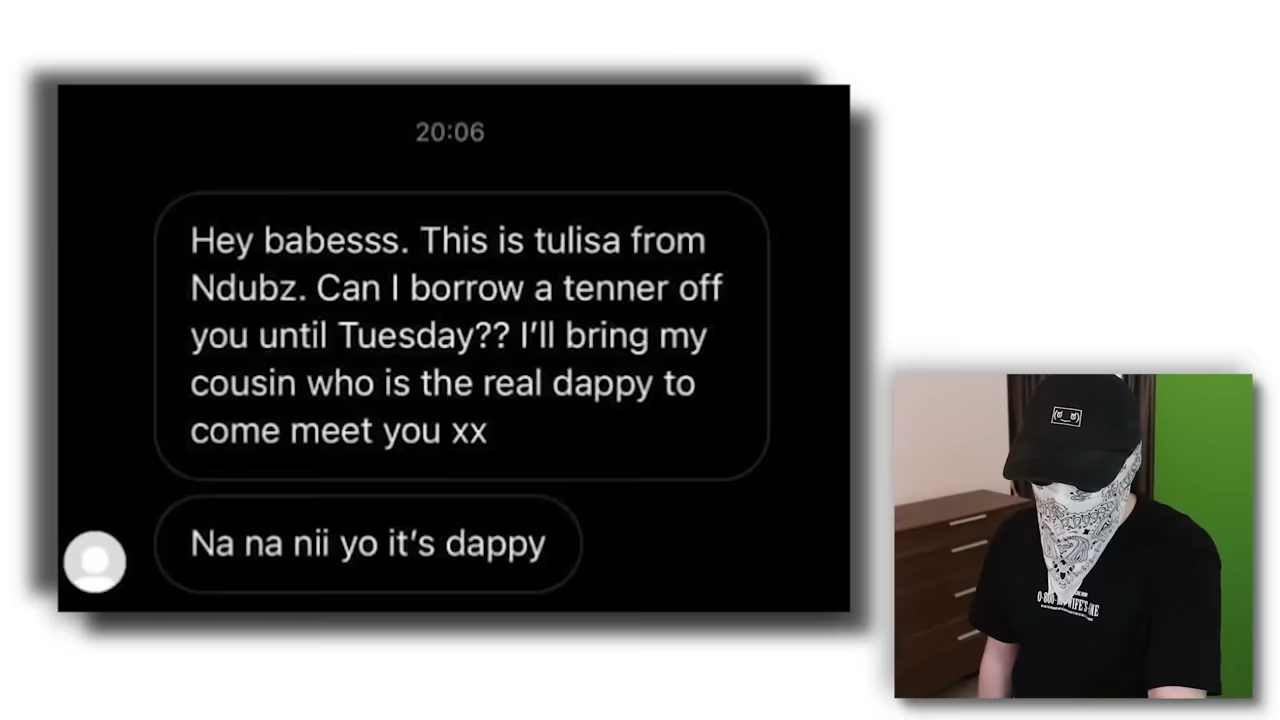 20:06
Hey babesss. This is tulisa from
Ndubz. Can I borrow a tenner off
you until Tuesday?? I'll bring my
cousin who is the real dappy to
come meet you xx
Na na nii yo it's dappy